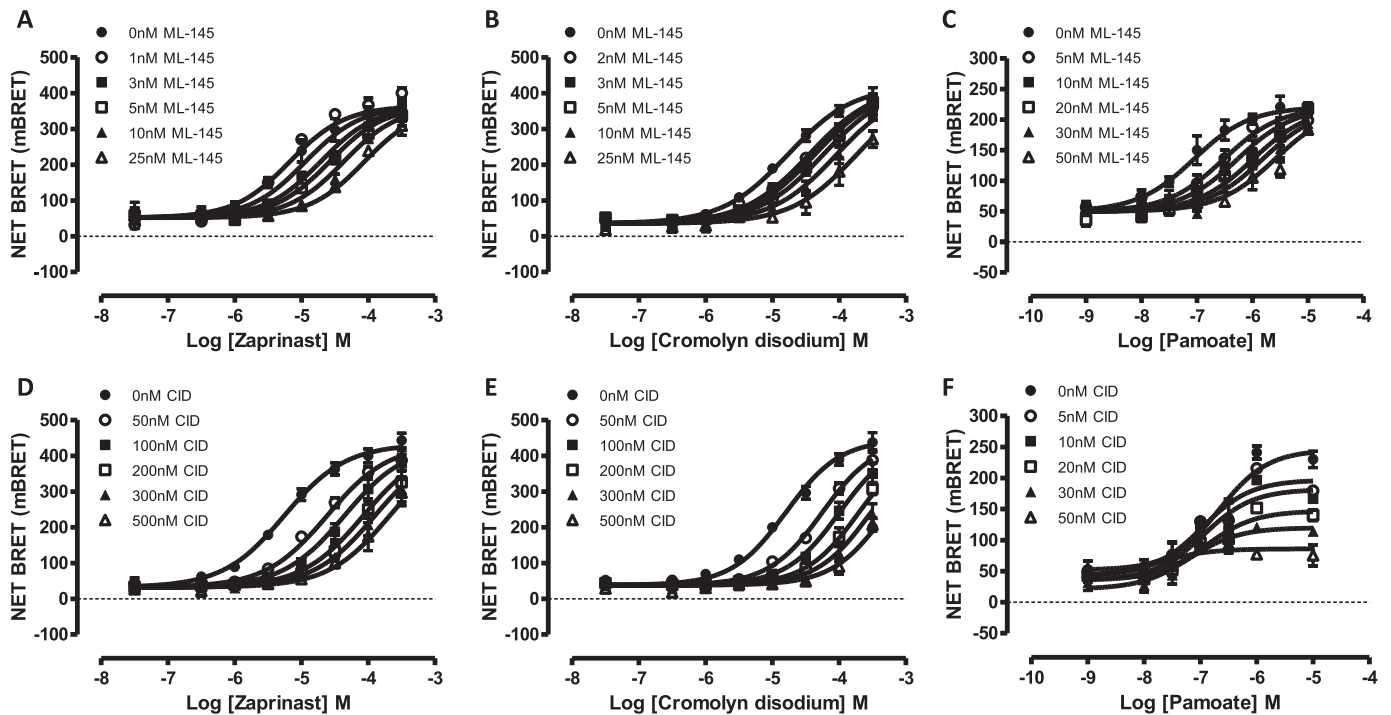 A
0nM ML-145
1nM ML-145
3nM ML-145
5nM ML-145
10nM ML-145
25nM ML-145
NET BRET (mBRET)
500
400
300
200
100
0
-100
-8 -7 -6 -5 -4 -3
Log [Zaprinast] M
B
0nM ML-145
2nM ML-145
3nM ML-145
5nM ML-145
10nM ML-145
25nM ML-145
NET BRET (mBRET)
500
400
300
200
100
0
-100
-8 -7 -6 -5 -4 -3
Log [Cromolyn disodium] M
C
0nM ML-145
5nM ML-145
10nM ML-145
20nM ML-145
30nM ML-145
50nM ML-145
NET BRET (mBRET)
300
250
200
150
100
50
0
-50
-10 -9 -8 -7 -6 -5 -4
Log [Pamoate] M
D
0nM CID
50nM CID
100nM CID
200nM CID
300nM CID
500nM CID
NET BRET (mBRET)
500
400
300
200
100
0
-100
-8 -7 -6 -5 -4 -3
Log [Zaprinast] M
E
0nM CID
50nM CID
100nM CID
200nM CID
300nM CID
500nM CID
NET BRET (mBRET)
500
400
300
200
100
0
-100
-8 -7 -6 -5 -4 -3
Log [Cromolyn disodium] M
F
0nM CID
5nM CID
10nM CID
20nM CID
30nM CID
50nM CID
NET BRET (mBRET)
300
250
200
150
100
50
0
-50
-9 -8 -7 -6 -5 -4
Log [Pamoate] M